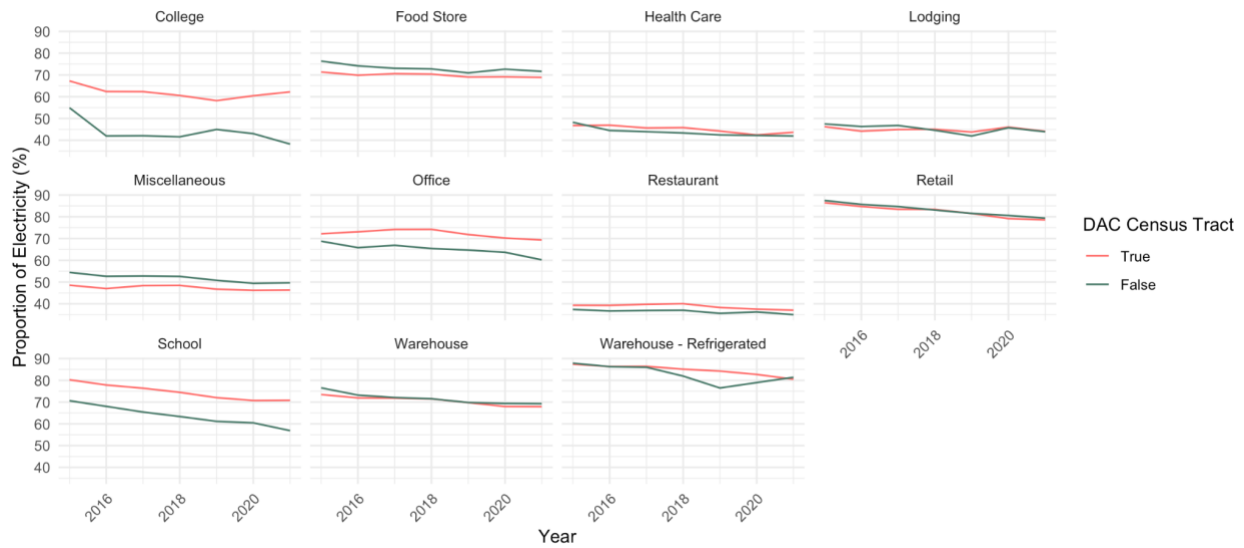 College
Food Store
Health Care
Lodging
90
80
70
60
50
40
Miscellaneous
Office
Restaurant
Retail
90
80
70
60
50
40
2016
2018
2020
School
Warehouse
Warehouse - Refrigerated
90
80
70
60
50
40
2016
2018
2020
2016
2018
2020
2016
2018
2020
Year
Proportion of Electricity (%)
DAC Census Tract
True
False